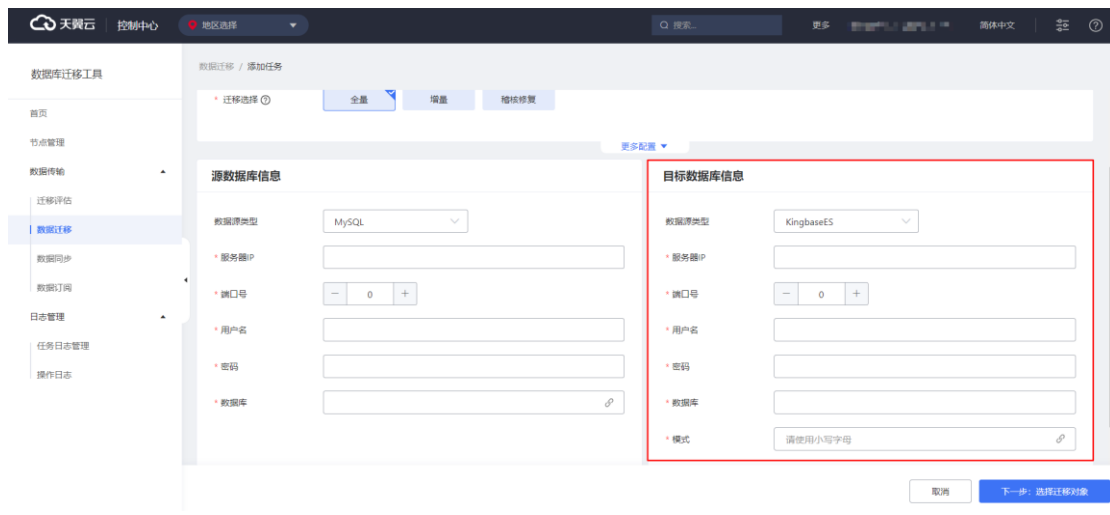 天翼云 控制中心 地区选择 搜索... 更多 简体中文
数据库迁移工具
首页
节点管理
数据传输
迁移评估
数据迁移
数据同步
数据订阅
日志管理
任务日志管理
操作日志
数据迁移 / 添加任务
* 迁移选择 全量 增量 稽核修复
更多配置
源数据库信息
数据源类型 MySQL
* 服务器IP
* 端口号 − 0 +
* 用户名
* 密码
* 数据库
目标数据库信息
数据源类型 KingbaseES
* 服务器IP
* 端口号 − 0 +
* 用户名
* 密码
* 数据库
* 模式 请使用小写字母
取消 下一步：选择迁移对象